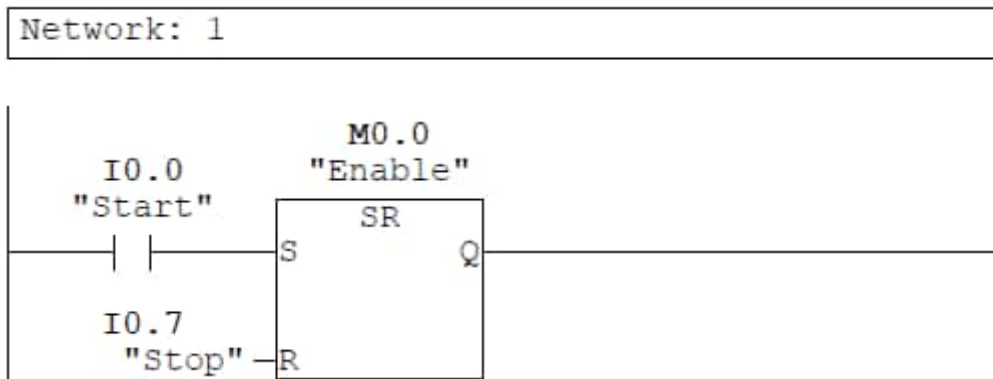 Network: 1
M0.0
I0.0
"Enable"
"Start"
SR
S
Q
I0.7
"Stop"
R